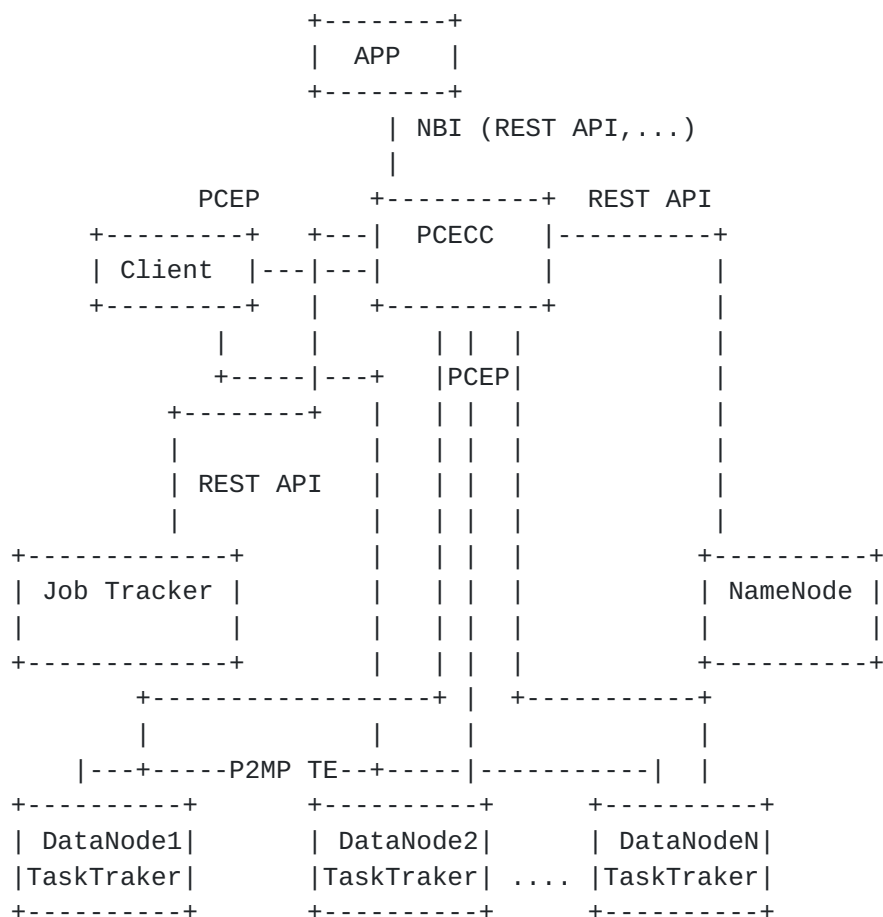 APP
NBI (REST API,...)
PCEP REST API
PCECC
Client
PCEP
REST API
Job Tracker NameNode
P2MP TE
DataNode1 DataNode2 DataNodeN
TaskTraker TaskTraker .... TaskTraker